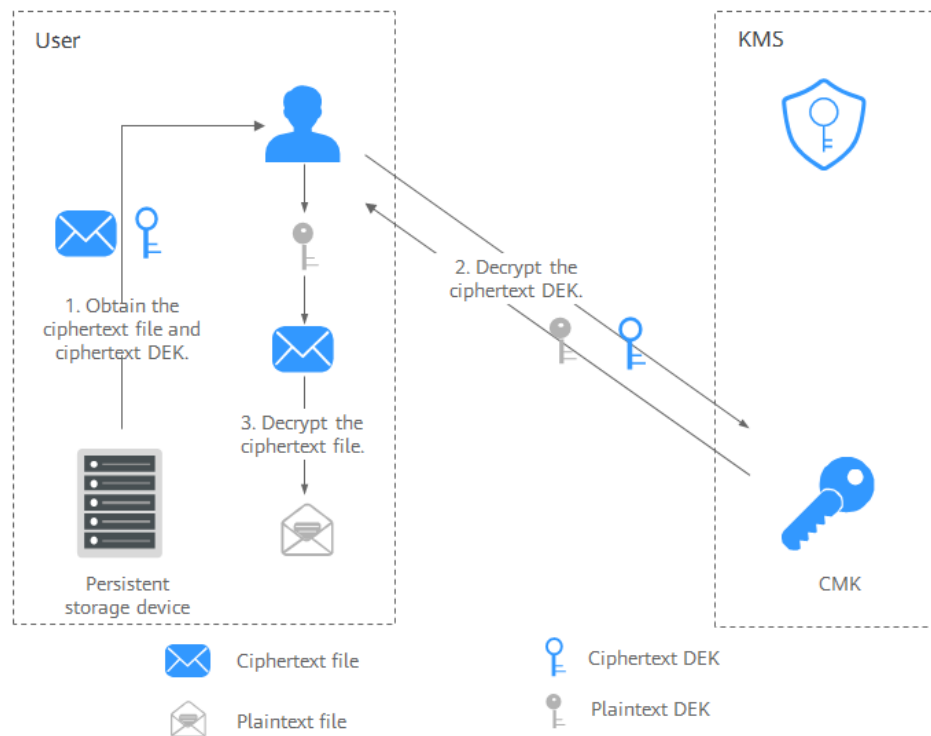 User
KMS
1. Obtain the
ciphertext file and
ciphertext DEK.
2. Decrypt the
ciphertext DEK.
3. Decrypt the
ciphertext file.
Persistent
storage device
CMK
Ciphertext file
Ciphertext DEK
Plaintext file
Plaintext DEK